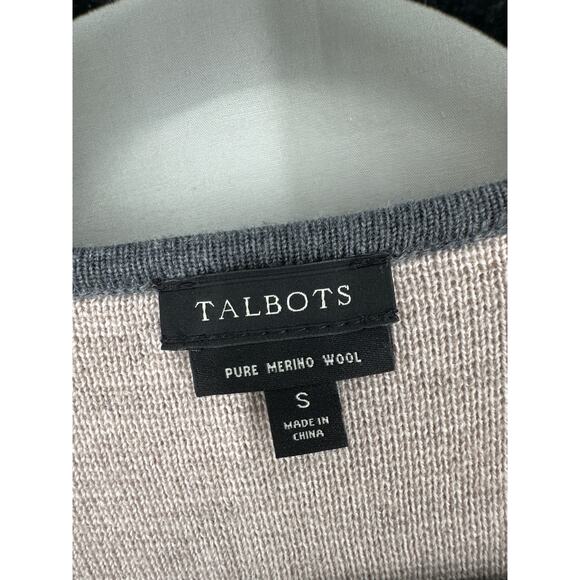 TALBOTS
PURE MERINO WOOL
S
MADE IN
CHINA